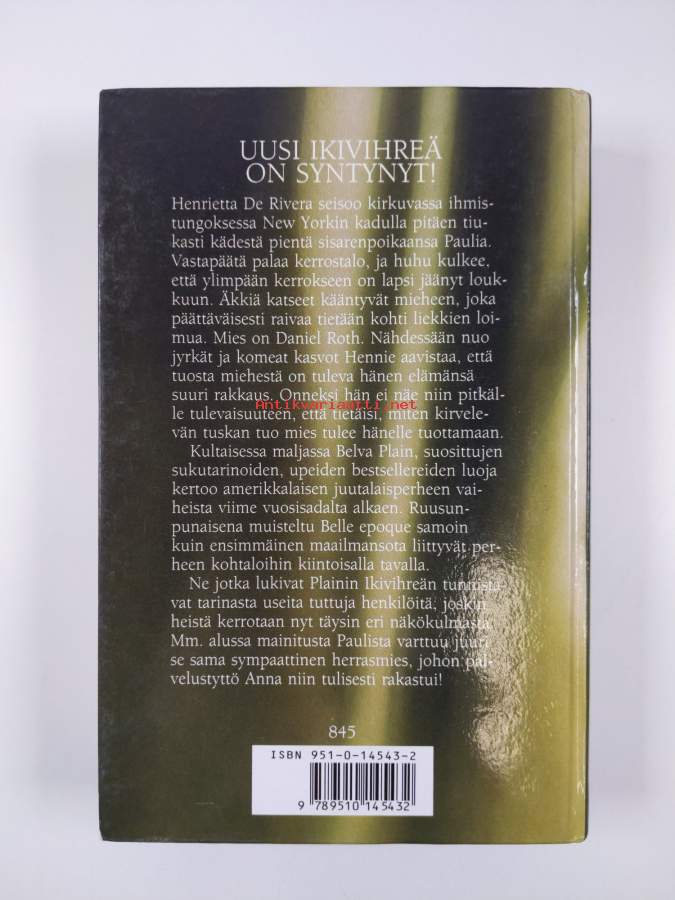 UUSI IKIVIHREÄ
ON SYNTYNYT!
Henrietta De Rivera seisoo kirkuvassa ihmis-
tungoksessa New Yorkin kadulla pitäen tiu-
kasti kädestä pientä sisarenpoikaansa Paulia.
Vastapäätä palaa kerrostalo, ja huhu kulkee,
että ylimpään kerrokseen on lapsi jäänyt louk-
kuun. Äkkiä katseet kääntyvät mieheen, joka
päättäväisesti raivaa tietään kohti liekkien loi-
mua. Mies on Daniel Roth. Nähdessään nuo
jyrkät ja komeat kasvot Hennie aavistaa, että
tuosta miehestä on tuleva hänen elämänsä
suuri rakkaus. Onneksi hän ei näe niin pitkäl-
Antikvariaatti.net
le tulevaisuuteen, että tietäisi, miten kirvele-
vän tuskan tuo mies tulee hänelle tuottamaan.
Kultaisessa maljassa Belva Plain, suosittujen
sukutarinoiden, upeiden bestsellereiden luoja
kertoo amerikkalaisen juutalaisperheen vai-
heista viime vuosisadalta alkaen. Ruusun-
punaisena muisteltu Belle epoque samoin
kuin ensimmäinen maailmansota liittyvät per-
heen kohtaloihin kiintoisalla tavalla.
Ne jotka lukivat Plainin Ikivihreän tunnista-
vat tarinasta useita tuttuja henkilöitä, joskin
heistä kerrotaan nyt täysin eri näkökulmasta.
Mm. alussa mainitusta Paulista varttuu juuri
se sama sympaattinen herrasmies, johon pal-
velustyttö Anna niin tulisesti rakastui!
845
ISBN 951-0-14543-2
9 789510 145432